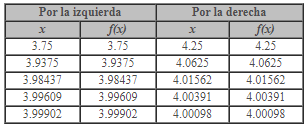 Por la izquierda Por la derecha
x f(x) x f(x)
3.75 3.75 4.25 4.25
3.9375 3.9375 4.0625 4.0625
3.98437 3.98437 4.01562 4.01562
3.99609 3.99609 4.00391 4.00391
3.99902 3.99902 4.00098 4.00098